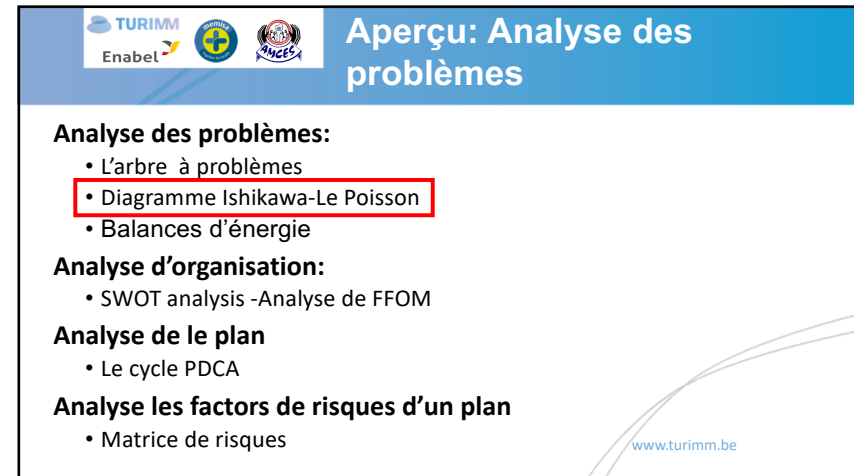 TURIMM
Enabel
memisa
AMCES
Aperçu: Analyse des
problèmes
Analyse des problèmes:
• L’arbre  à problèmes
• Diagramme Ishikawa-Le Poisson
• Balances d’énergie
Analyse d’organisation:
• SWOT analysis -Analyse de FFOM
Analyse de le plan
• Le cycle PDCA
Analyse les factors de risques d’un plan
• Matrice de risques
www.turimm.be